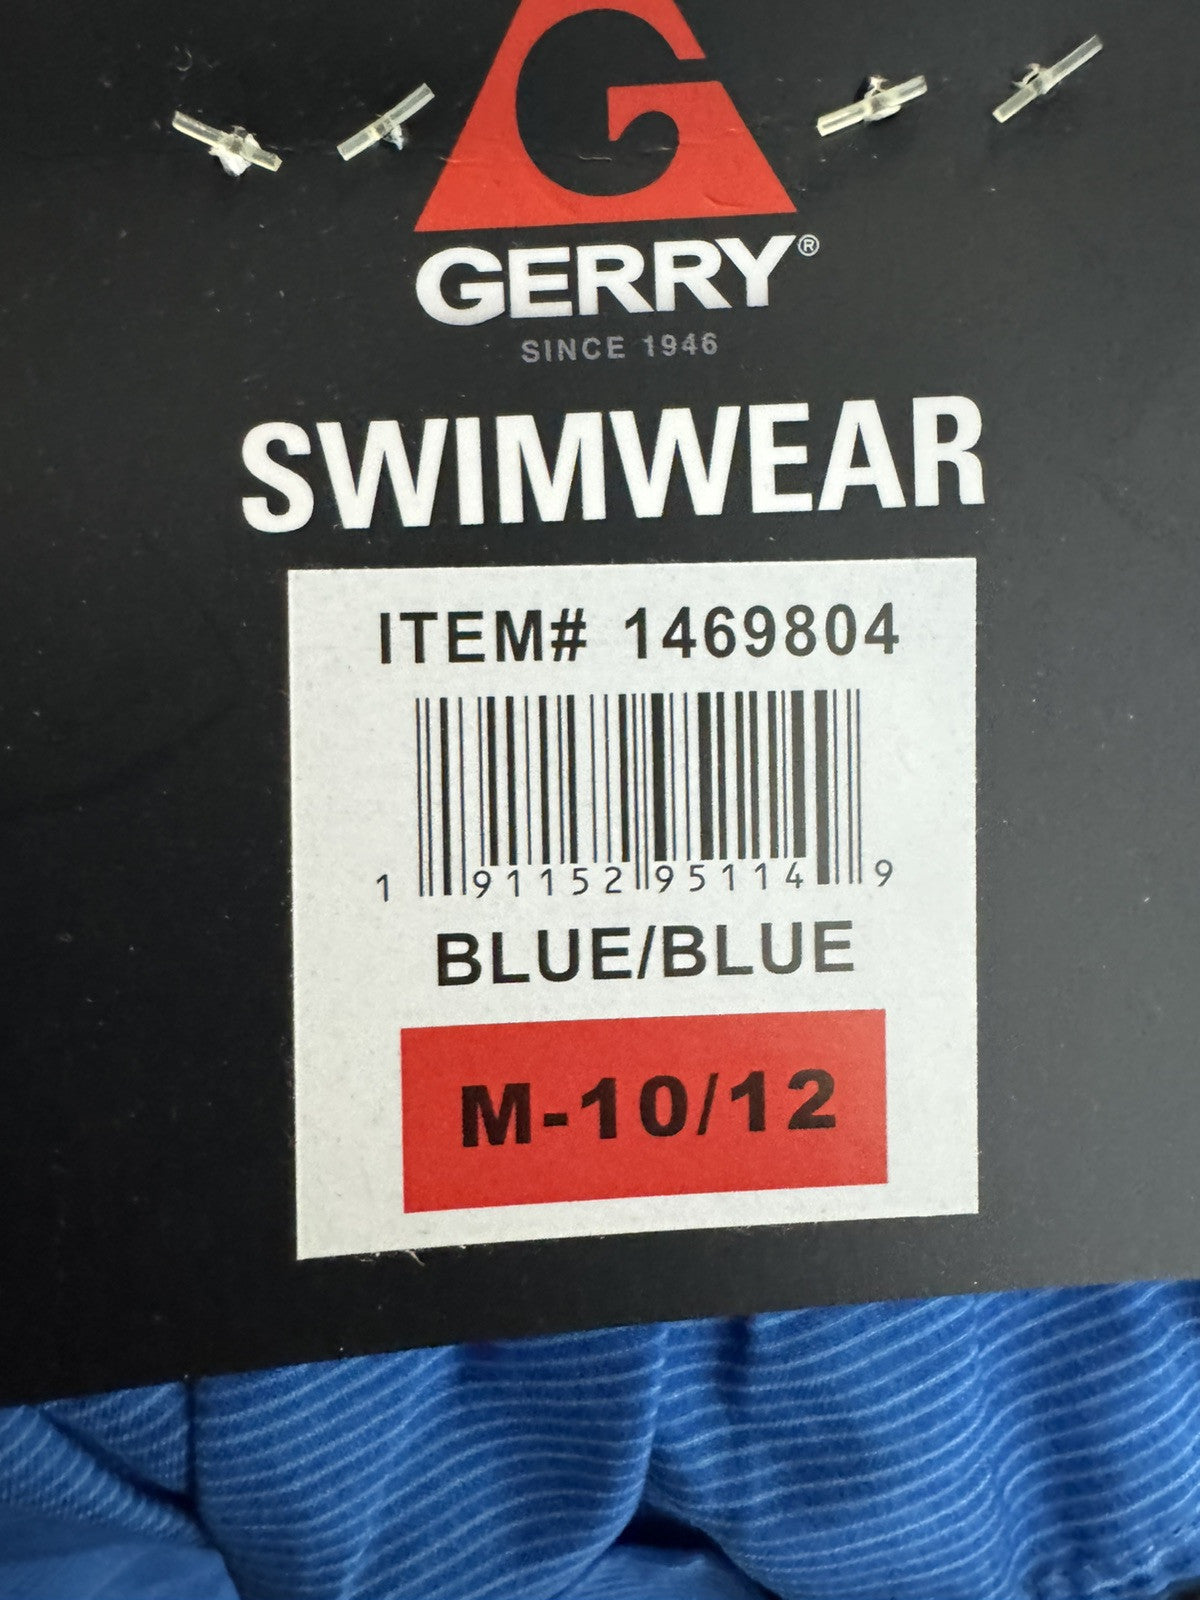 G
GERRY®
SINCE 1946
SWIMWEAR
ITEM# 1469804
1 91152 95114 9
BLUE/BLUE
M-10/12